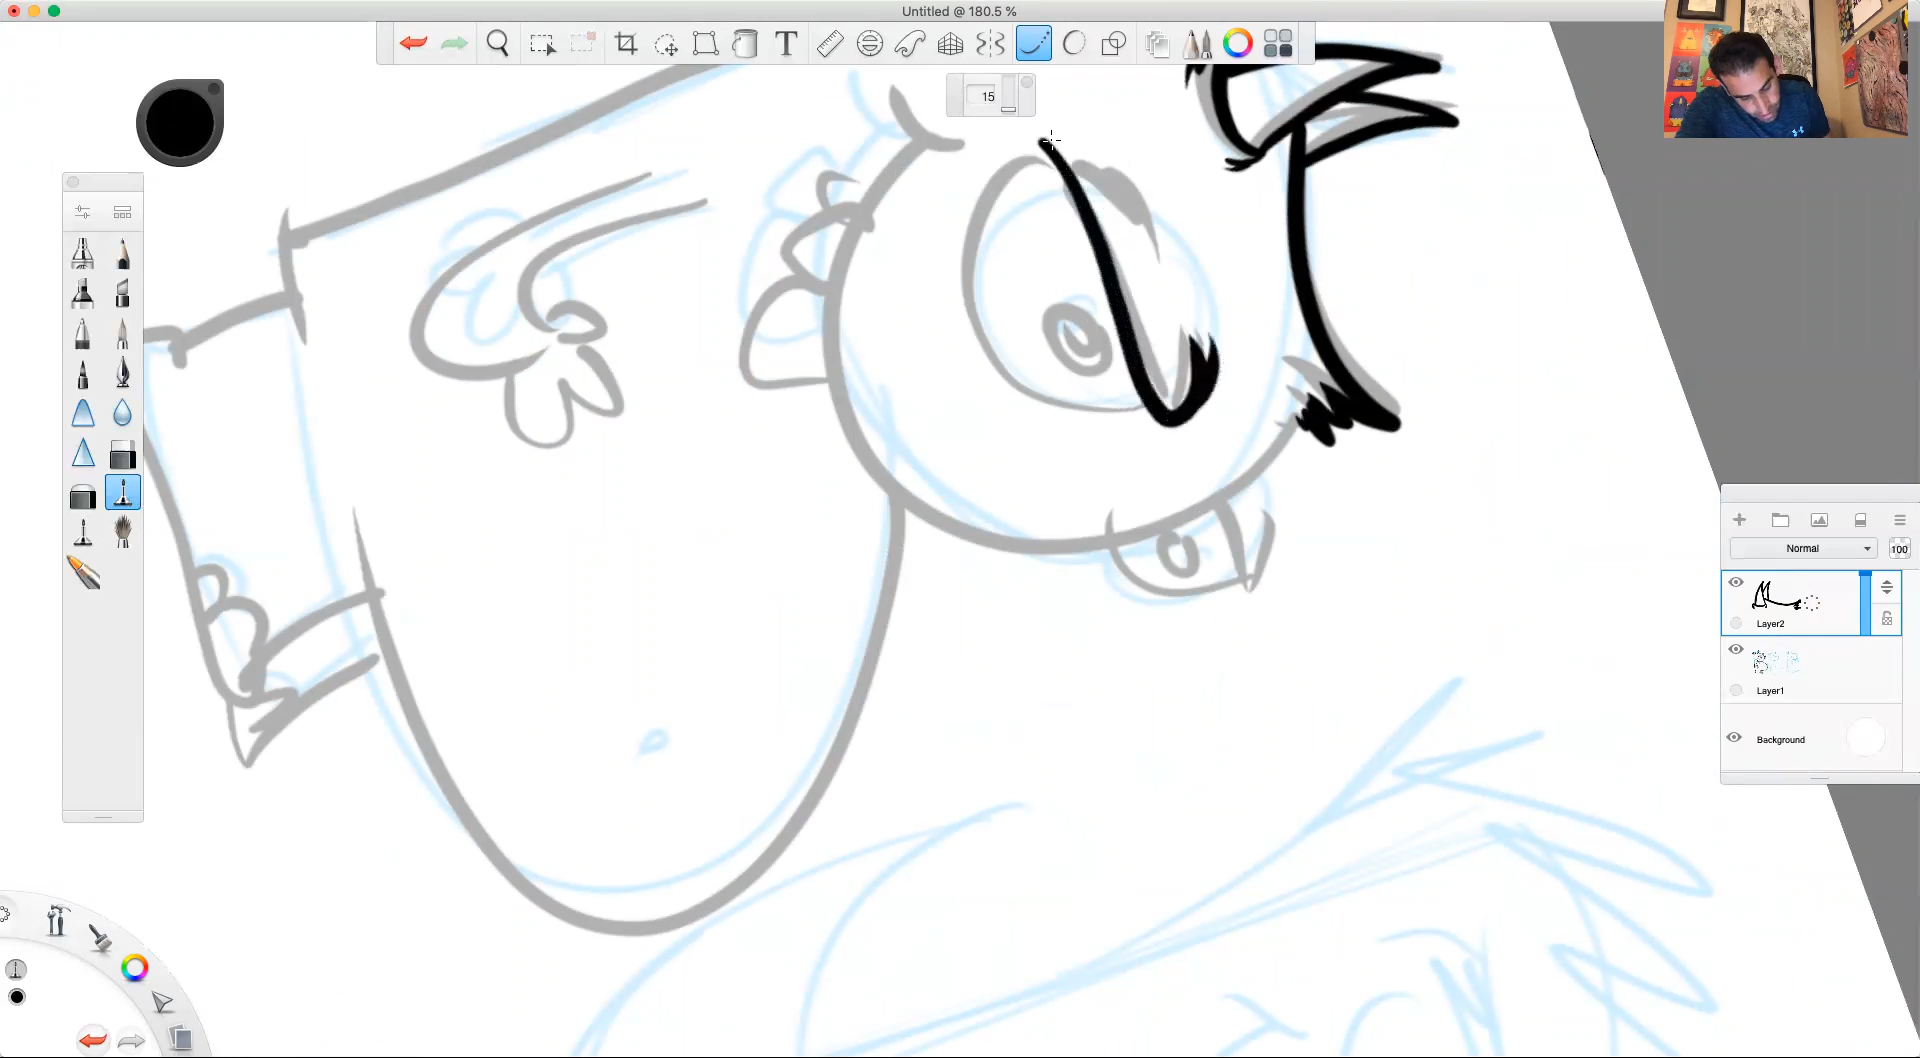 Untitled @ 180.5 %
T
15
Normal
100
Layer2
Layer1
Background